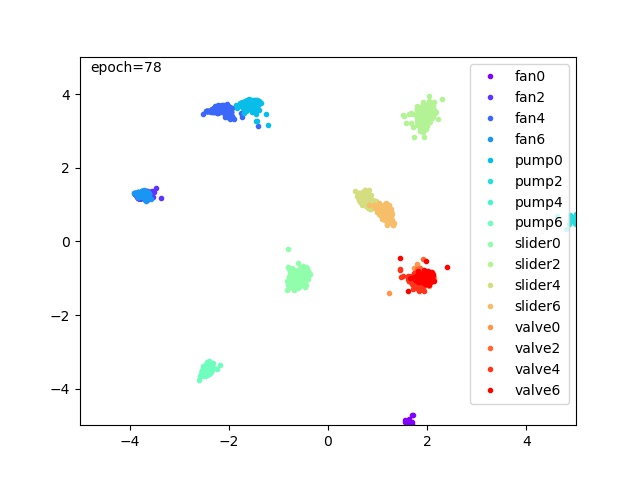 epoch=78
fan0
fan2
fan4
fan6
pump0
pump2
pump4
pump6
slider0
slider2
slider4
slider6
valve0
valve2
valve4
valve6
4
2
0
−2
−4
−4
−2
0
2
4